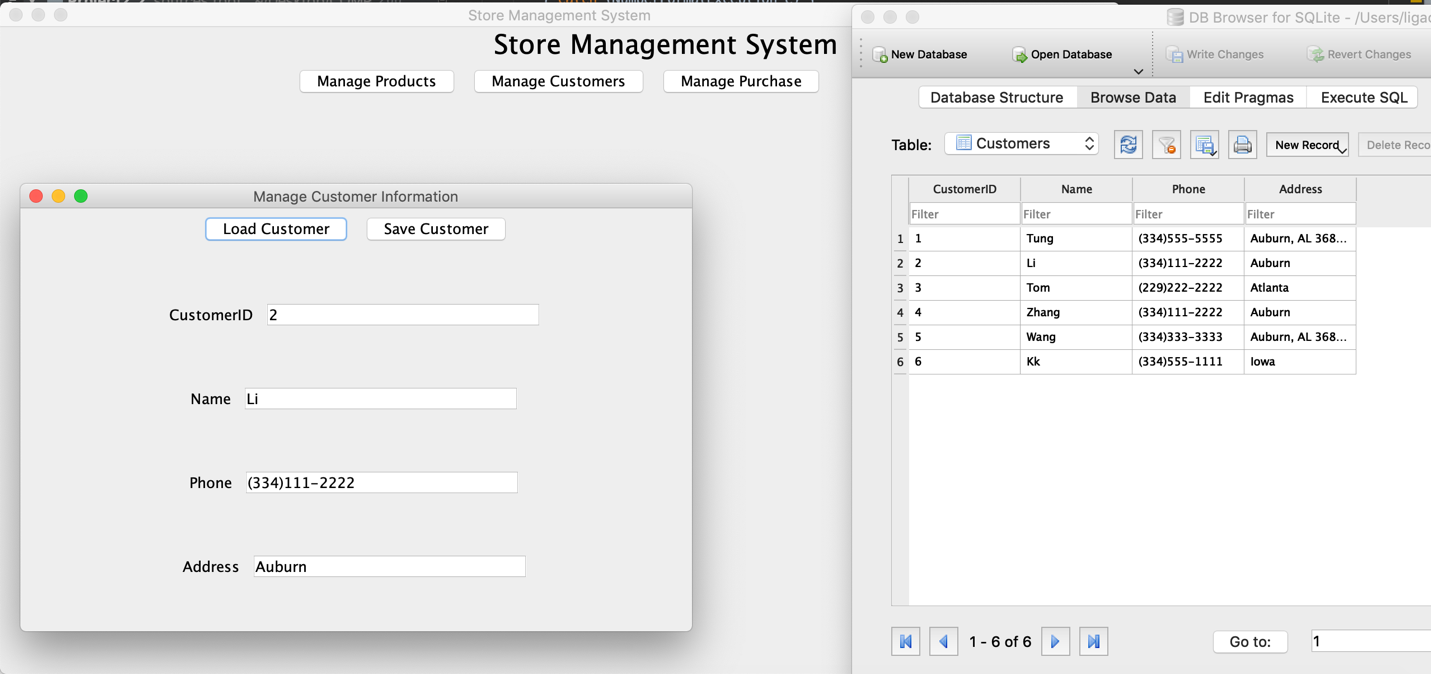 Store Management System
Store Management System
Manage Products Manage Customers Manage Purchase
Manage Customer Information
Load Customer Save Customer
CustomerID 2
Name Li
Phone (334)111-2222
Address Auburn
DB Browser for SQLite - /Users/ligao
New Database Open Database Write Changes Revert Changes
Database Structure Browse Data Edit Pragmas Execute SQL
Table: Customers New Record Delete Reco
CustomerID Name Phone Address
Filter Filter Filter Filter
1 1 Tung (334)555-5555 Auburn, AL 368...
2 2 Li (334)111-2222 Auburn
3 3 Tom (229)222-2222 Atlanta
4 4 Zhang (334)111-2222 Auburn
5 5 Wang (334)333-3333 Auburn, AL 368...
6 6 Kk (334)555-1111 Iowa
1 - 6 of 6 Go to: 1